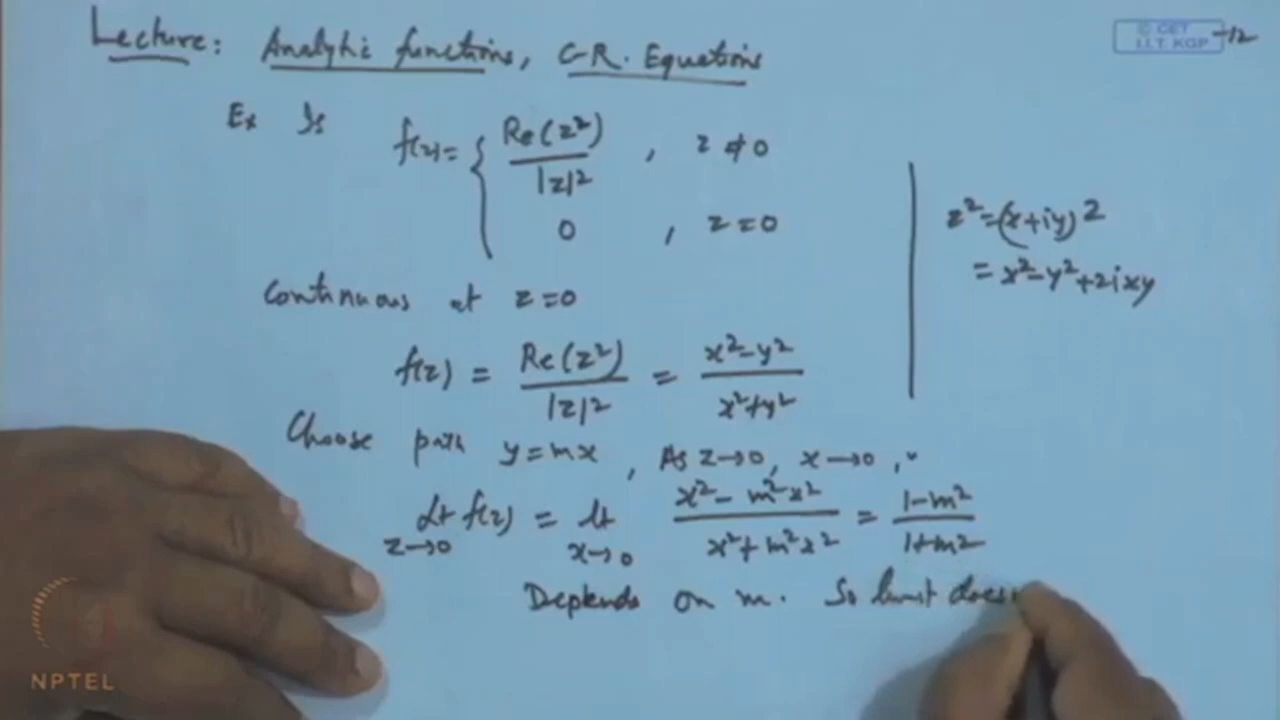 Lecture: Analytic functions, C-R. Equations
© CET
I.I.T KGP
-12
Ex Is f(z) = { Re(z²) / |z|² , z ≠ 0
0 , z = 0
z² = (x+iy)²
= x² - y² + 2ixy
Continuous at z = 0
f(z) = Re(z²) / |z|² = x² - y² / x² + y²
Choose path y = mx , As z → 0, x → 0 ,
Lt z → 0 f(z) = lt x → 0 x² - m²x² / x² + m²x² = 1 - m² / 1 + m²
Depends on m. So limit does
NPTEL